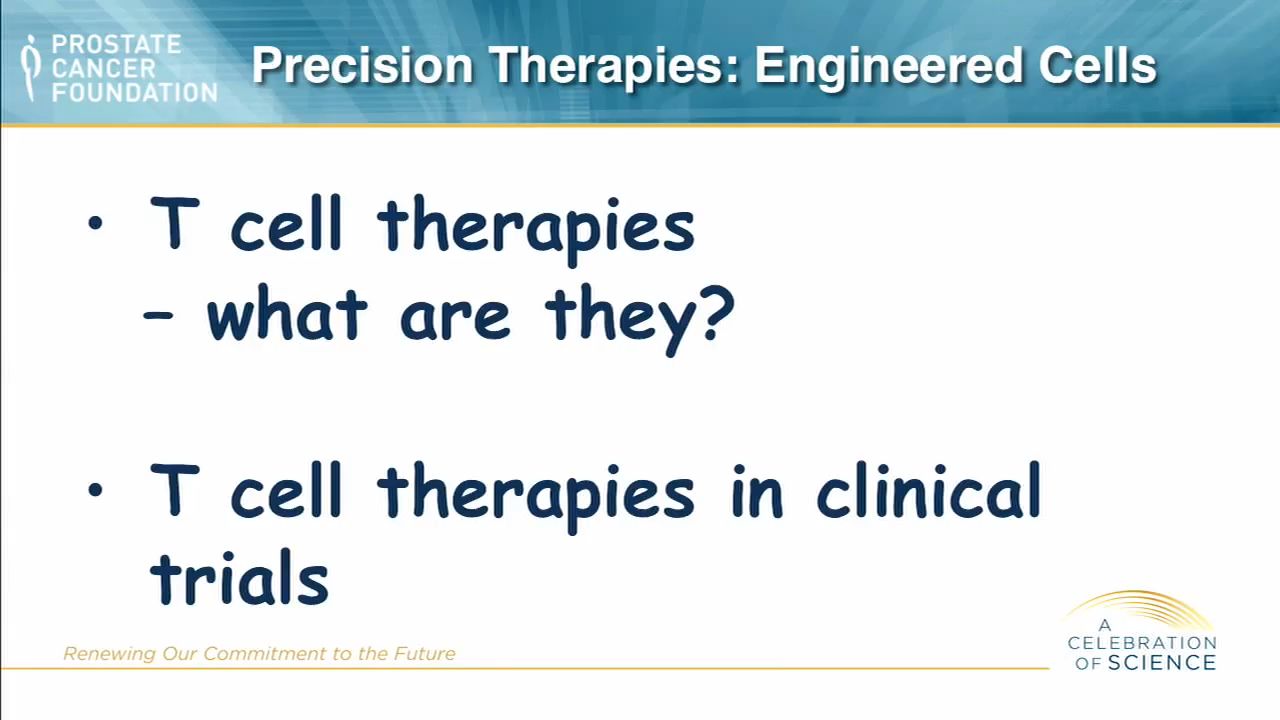 PROSTATE
CANCER
FOUNDATION
Precision Therapies: Engineered Cells
• T cell therapies
– what are they?
• T cell therapies in clinical
trials
Renewing Our Commitment to the Future
A
CELEBRATION
OF SCIENCE